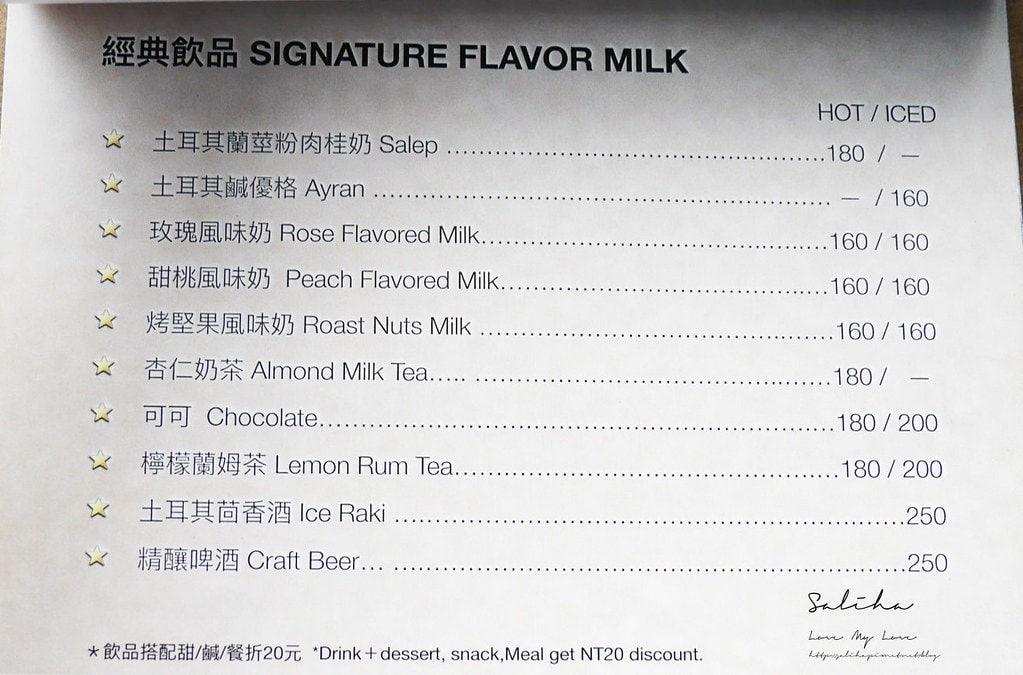 經典飲品 SIGNATURE FLAVOR MILK
HOT / ICED
土耳其蘭莖粉肉桂奶 Salep ................................................180 / —
土耳其鹹優格 Ayran ........................................................ — / 160
玫瑰風味奶 Rose Flavored Milk...........................................160 / 160
甜桃風味奶 Peach Flavored Milk........................................160 / 160
烤堅果風味奶 Roast Nuts Milk ...........................................160 / 160
杏仁奶茶 Almond Milk Tea..... ...........................................180 / —
可可 Chocolate...............................................................180 / 200
檸檬蘭姆茶 Lemon Rum Tea...............................................180 / 200
土耳其茴香酒 Ice Raki ..............................................................250
精釀啤酒 Craft Beer... ..............................................................250
Saliha
Love My Love
*飲品搭配甜/鹹/餐折20元 *Drink+dessert, snack,Meal get NT20 discount.